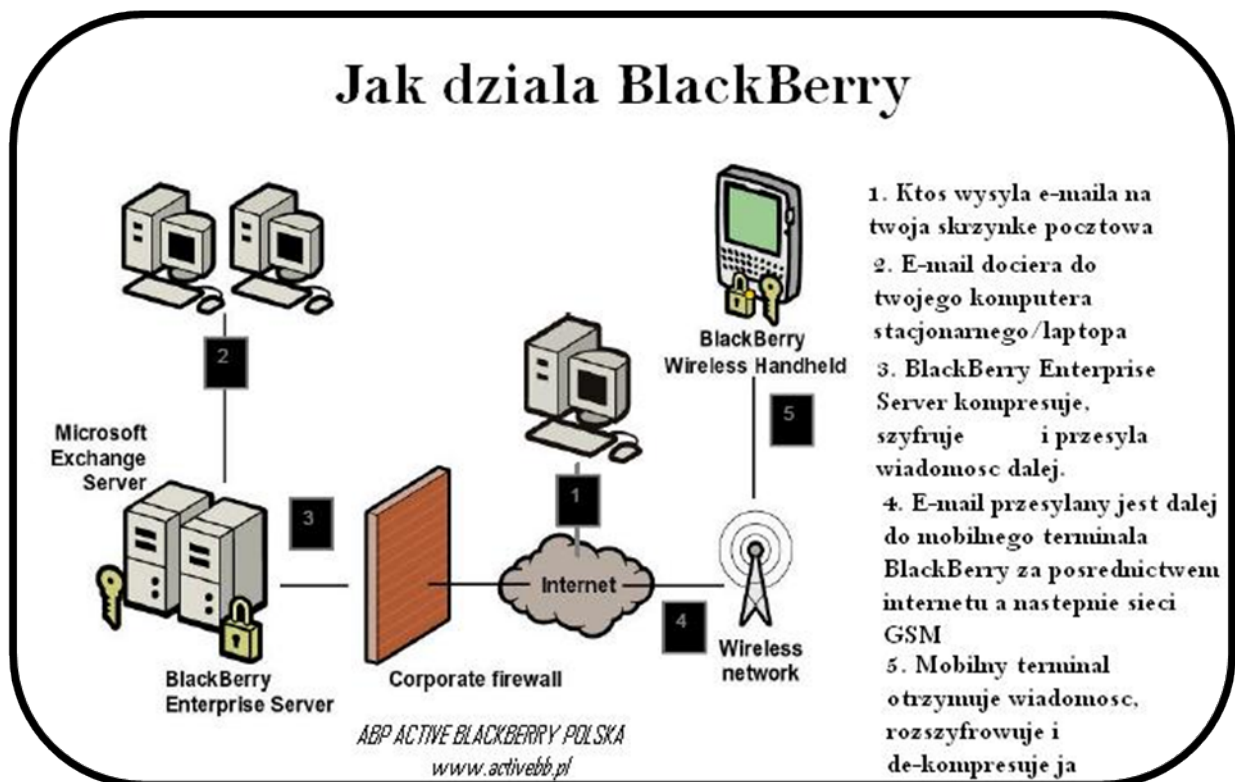 Jak dziala BlackBerry
2
Microsoft
Exchange
Server
3
BlackBerry
Enterprise Server
Corporate firewall
1
Internet
4
Wireless
network
5
BlackBerry
Wireless Handheld
ABP ACTIVE BLACKBERRY POLSKA
www.activebb.pl
1. Ktos wysyla e-maila na
twoja skrzynke pocztowa
2. E-mail dociera do
twojego komputera
stacjonarnego/laptopa
3. BlackBerry Enterprise
Server kompresuje,
szyfruje i przesyla
wiadomosc dalej.
4. E-mail przesylany jest dalej
do mobilnego terminala
BlackBerry za posrednictwem
internetu a nastepnie sieci
GSM
5. Mobilny terminal
otrzymuje wiadomosc,
rozszyfrowuje i
de-kompresuje ja